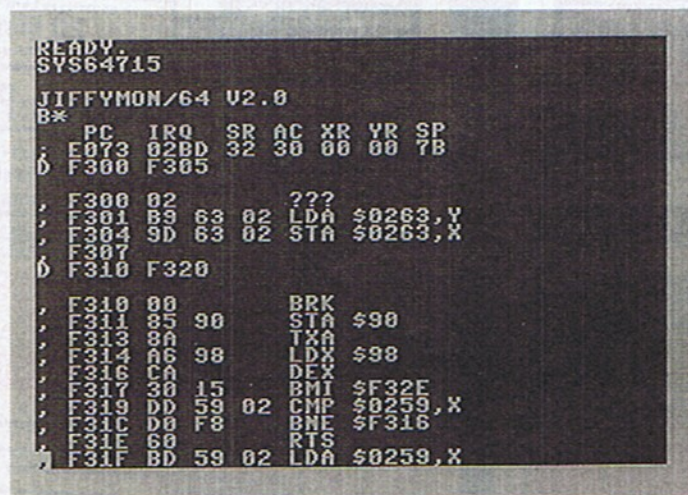 READY.
SYS64715
JIFFYMON/64 V2.0
B*
PC IRQ SR AC XR YR SP
; E073 02BD 32 30 00 00 7B
D F300 F305
, F300 02 ???
, F301 B9 63 02 LDA $0263,Y
, F304 9D 63 02 STA $0263,X
, F307
D F310 F320
, F310 00 BRK
, F311 85 90 STA $90
, F313 8A TXA
, F314 A6 98 LDX $98
, F316 CA DEX
, F317 30 15 BMI $F32E
, F319 DD 59 02 CMP $0259,X
, F31C D0 F8 BNE $F316
, F31E 60 RTS
, F31F BD 59 02 LDA $0259,X